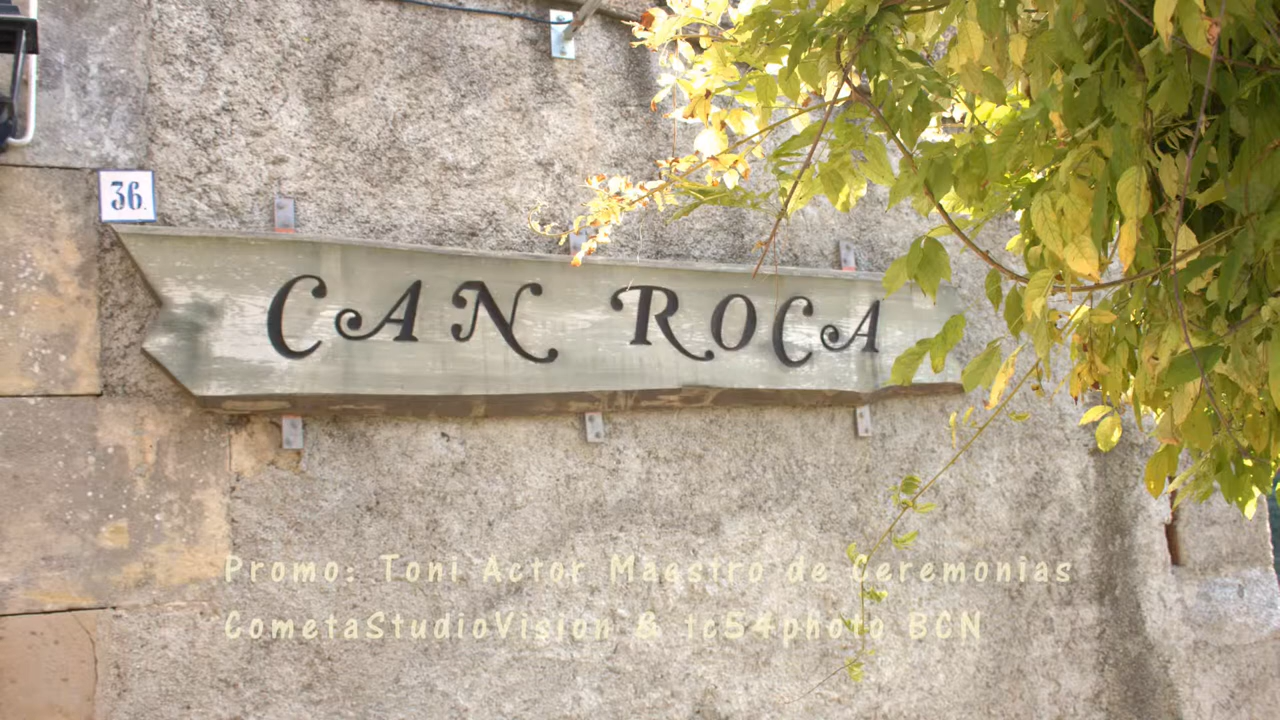 36.
CAN ROCA
Promo: Toni Actor Maestro de Ceremonias
CometaStudioVision & tc54photo BCN